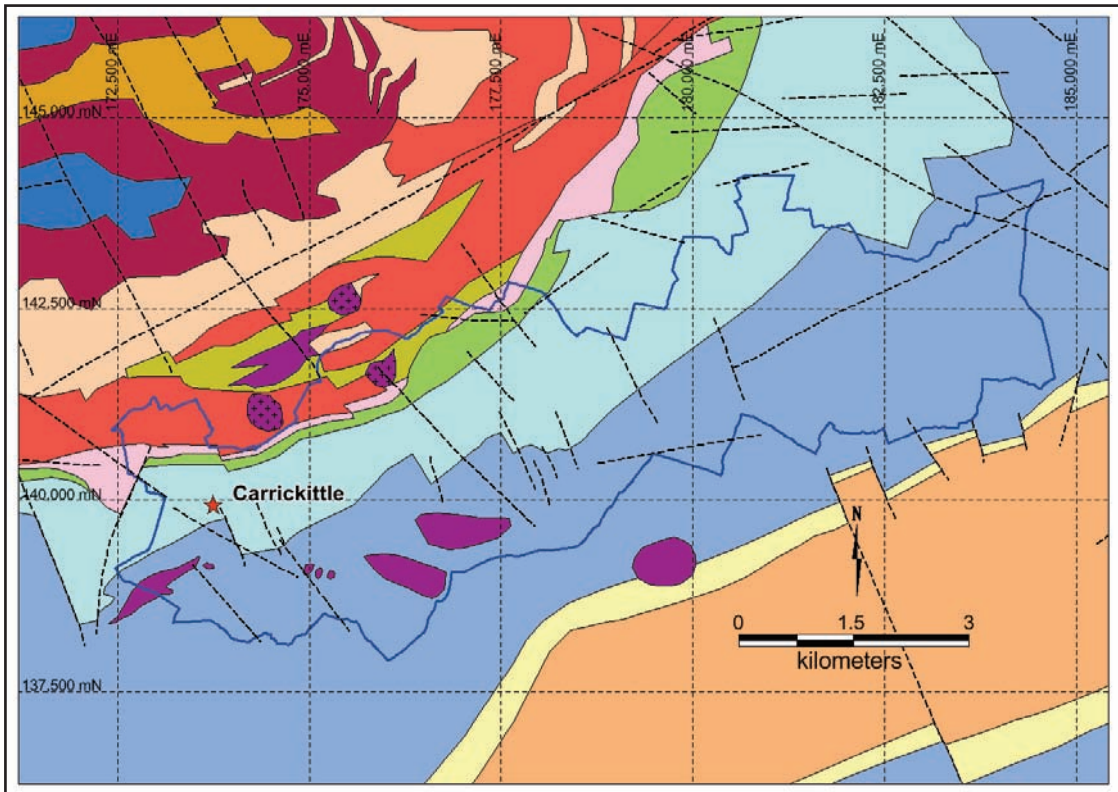 172,500 mE
175,000 mE
177,500 mE
180,000 mE
182,500 mE
185,000 mE
145,000 mN
142,500 mN
140,000 mN
Carrickittle
N
0 1.5 3
kilometers
137,500 mN